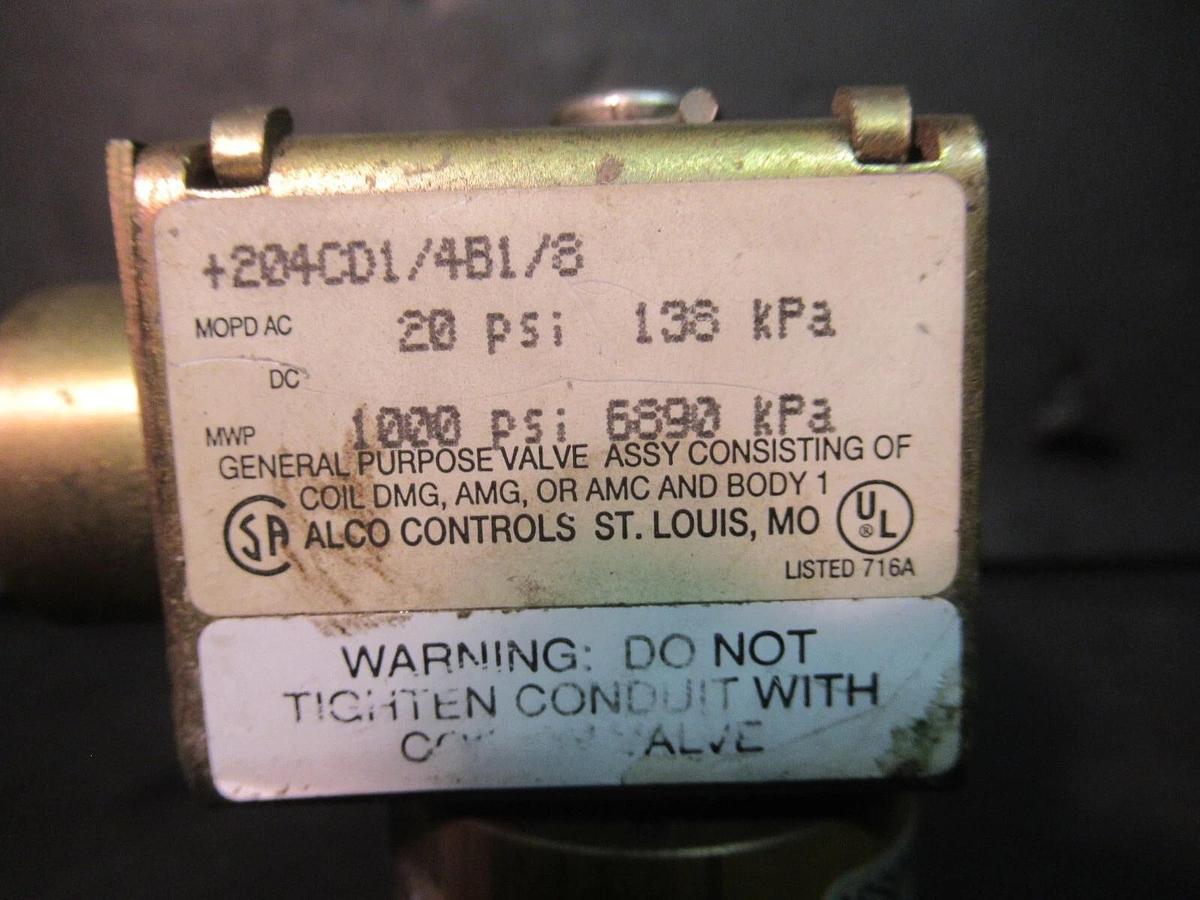 +204CD1/4B1/8
MOPD AC 20 psi 138 kPa
DC
MWP 1000 psi 6890 kPa
GENERAL PURPOSE VALVE ASSY CONSISTING OF
COIL DMG, AMG, OR AMC AND BODY 1
SA ALCO CONTROLS ST. LOUIS, MO UL ®
LISTED 716A
WARNING: DO NOT
TIGHTEN CONDUIT WITH
VALVE